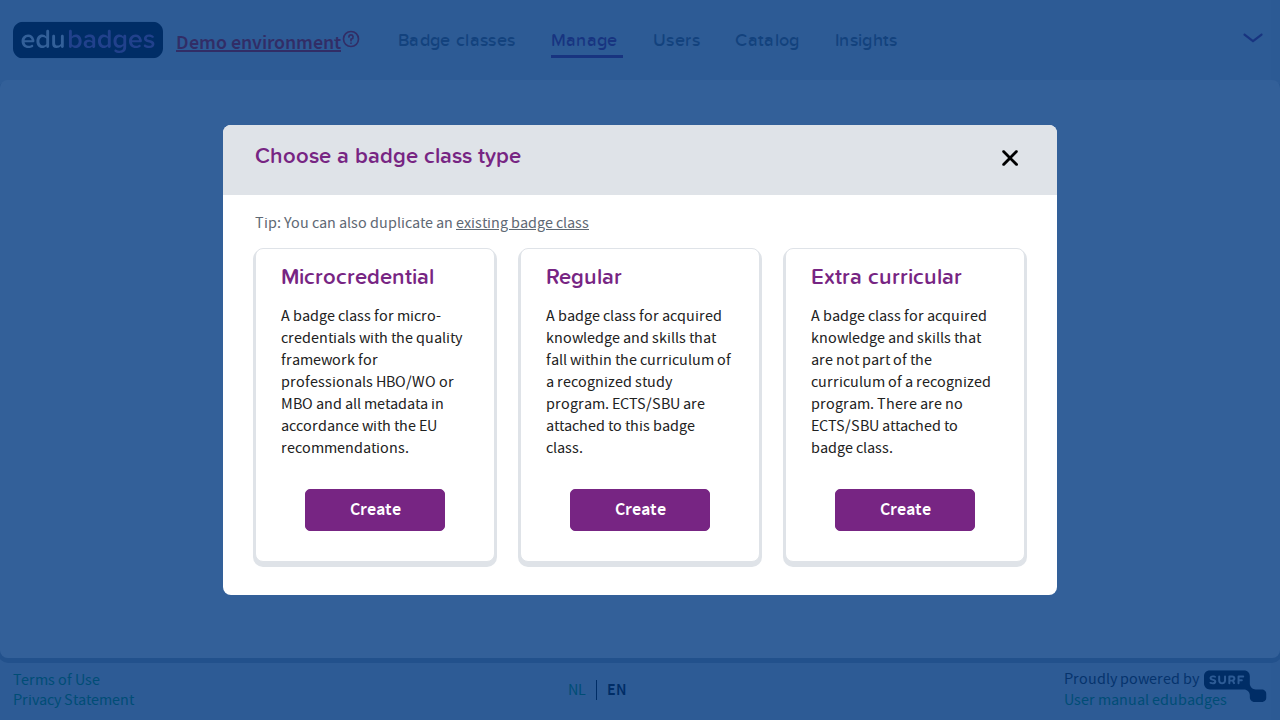 edubadges Demo environment Badge classes Manage Users Catalog Insights
Choose a badge class type
Tip: You can also duplicate an existing badge class
Microcredential
A badge class for micro-
credentials with the quality
framework for
professionals HBO/WO or
MBO and all metadata in
accordance with the EU
recommendations.
Create
Regular
A badge class for acquired
knowledge and skills that
fall within the curriculum of
a recognized study
program. ECTS/SBU are
attached to this badge
class.
Create
Extra curricular
A badge class for acquired
knowledge and skills that
are not part of the
curriculum of a recognized
program. There are no
ECTS/SBU attached to
badge class.
Create
Terms of Use
Privacy Statement
NL EN
Proudly powered by SURF
User manual edubadges